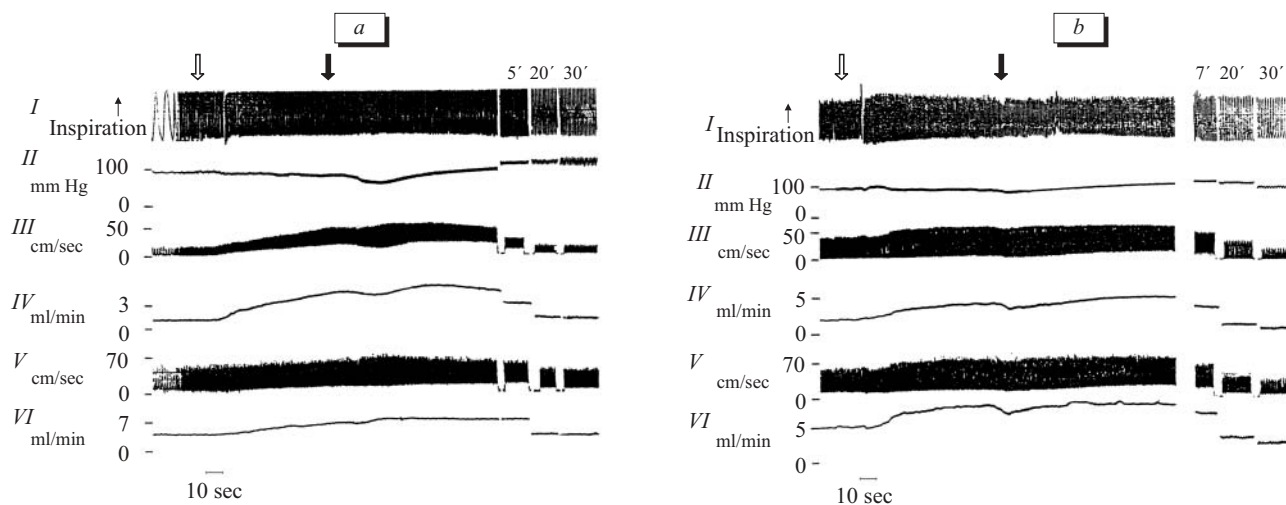 a
5´ 20´ 30´
I
Inspiration
II
100
mm Hg
0
III
50
cm/sec
0
IV
3
ml/min
0
V
70
cm/sec
0
VI
7
ml/min
0
10 sec
b
7´ 20´ 30´
I
Inspiration
II
100
mm Hg
0
III
50
cm/sec
0
IV
5
ml/min
0
V
70
cm/sec
0
VI
5
ml/min
0
10 sec